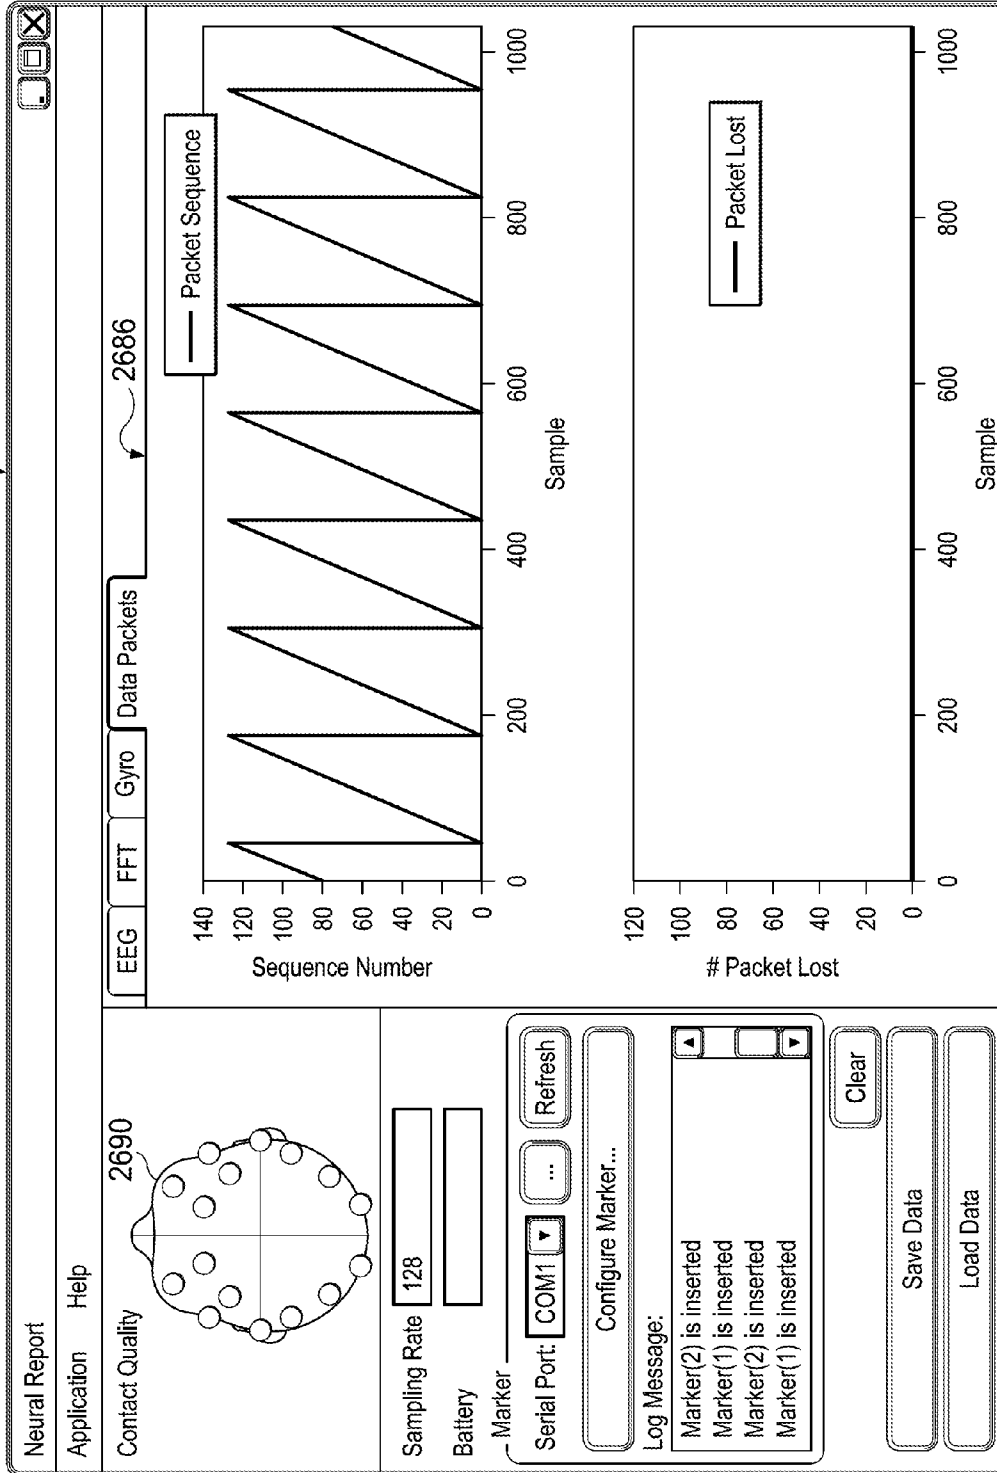 Neural Report
Application Help
Contact Quality
2690
Sampling Rate 128
Battery
Marker
Serial Port: COM1 ... Refresh
Configure Marker...
Log Message:
Marker(2) is inserted
Marker(1) is inserted
Marker(2) is inserted
Marker(1) is inserted
Clear
Save Data
Load Data
EEG FFT Gyro Data Packets
2686
Packet Sequence
140
120
100
80
60
40
20
0
Sequence Number
0 200 400 600 800 1000
Sample
Packet Lost
120
100
80
60
40
20
0
# Packet Lost
0 200 400 600 800 1000
Sample